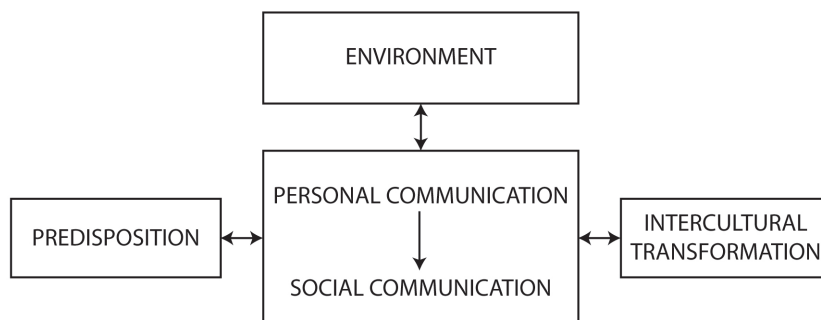 ENVIRONMENT
PERSONAL COMMUNICATION
PREDISPOSITION
SOCIAL COMMUNICATION
INTERCULTURAL
TRANSFORMATION